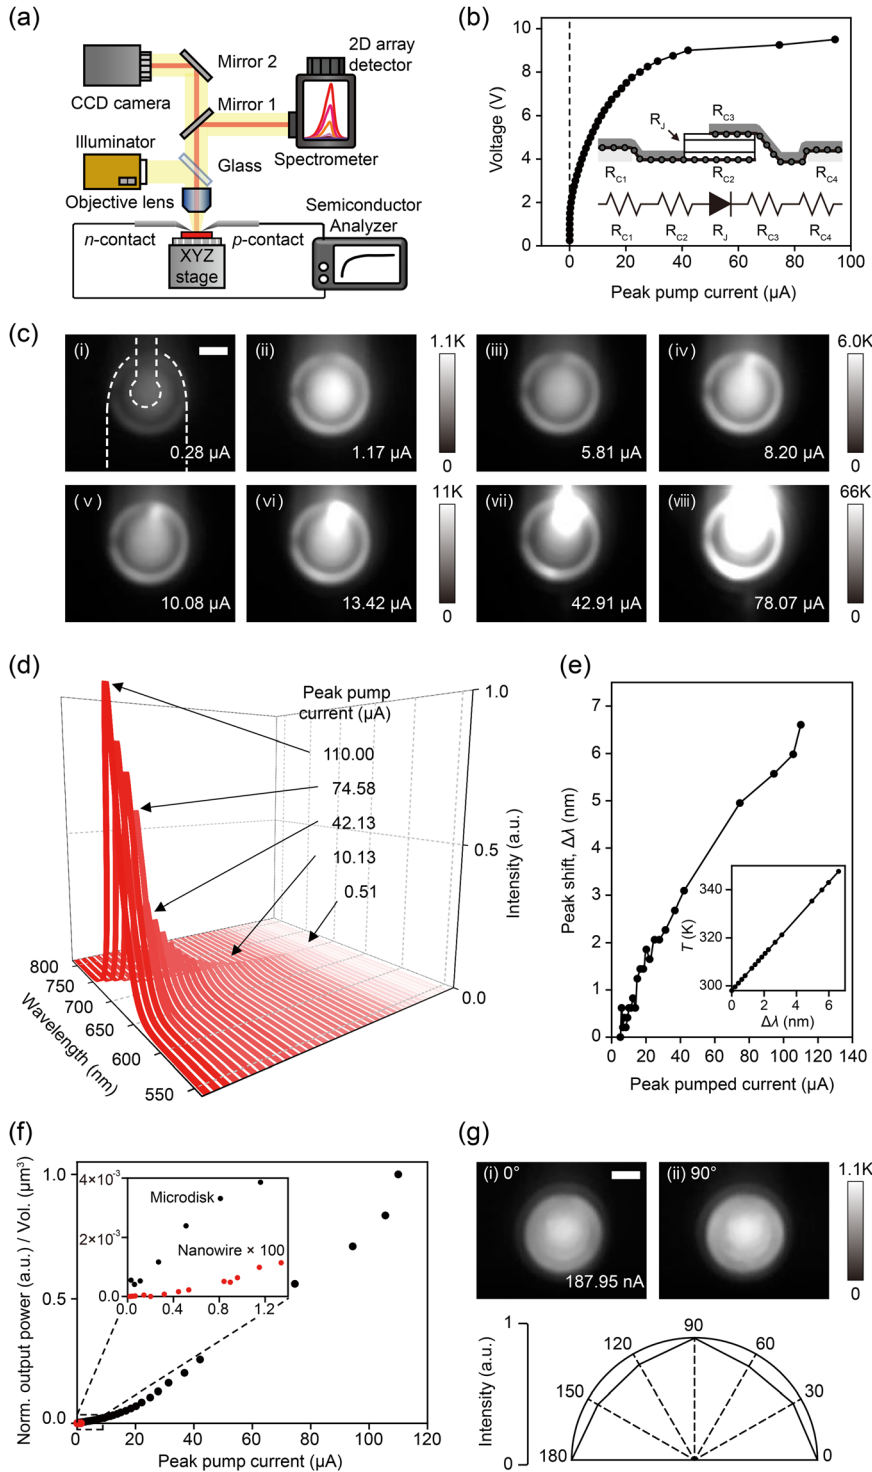 (a)
Mirror 2
2D array
detector
CCD camera
Mirror 1
Illuminator
Spectrometer
Glass
Objective lens
Semiconductor
Analyzer
n-contact
p-contact
XYZ
stage
(b)
Voltage (V)
10
8
6
4
2
0
0
20
40
60
80
100
Peak pump current (µA)
RJ
RC3
RC1
RC2
RC4
RC1
RC2
RJ
RC3
RC4
(c)
(i)
0.28 µA
(ii)
1.17 µA
1.1K
0
(iii)
5.81 µA
(iv)
8.20 µA
6.0K
0
(v)
10.08 µA
(vi)
13.42 µA
11K
0
(vii)
42.91 µA
(viii)
78.07 µA
66K
0
(d)
Peak pump
current (µA)
110.00
74.58
42.13
10.13
0.51
1.0
0.5
0.0
Intensity (a.u.)
800
750
700
650
600
550
Wavelength (nm)
(e)
Peak shift, Δλ (nm)
7
6
5
4
3
2
1
0
0
20
40
60
80
100
120
140
Peak pumped current (µA)
T (K)
340
320
300
0
2
4
6
Δλ (nm)
(f)
Norm. output power (a.u.) / Vol. (µm³)
1.0
0.5
0.0
0
20
40
60
80
100
120
Peak pump current (µA)
4×10⁻³
2×10⁻³
0.0
0.0
0.4
0.8
1.2
Microdisk
Nanowire × 100
(g)
(i) 0°
187.95 nA
(ii) 90°
1.1K
0
Intensity (a.u.)
1
0
180
150
120
90
60
30
0